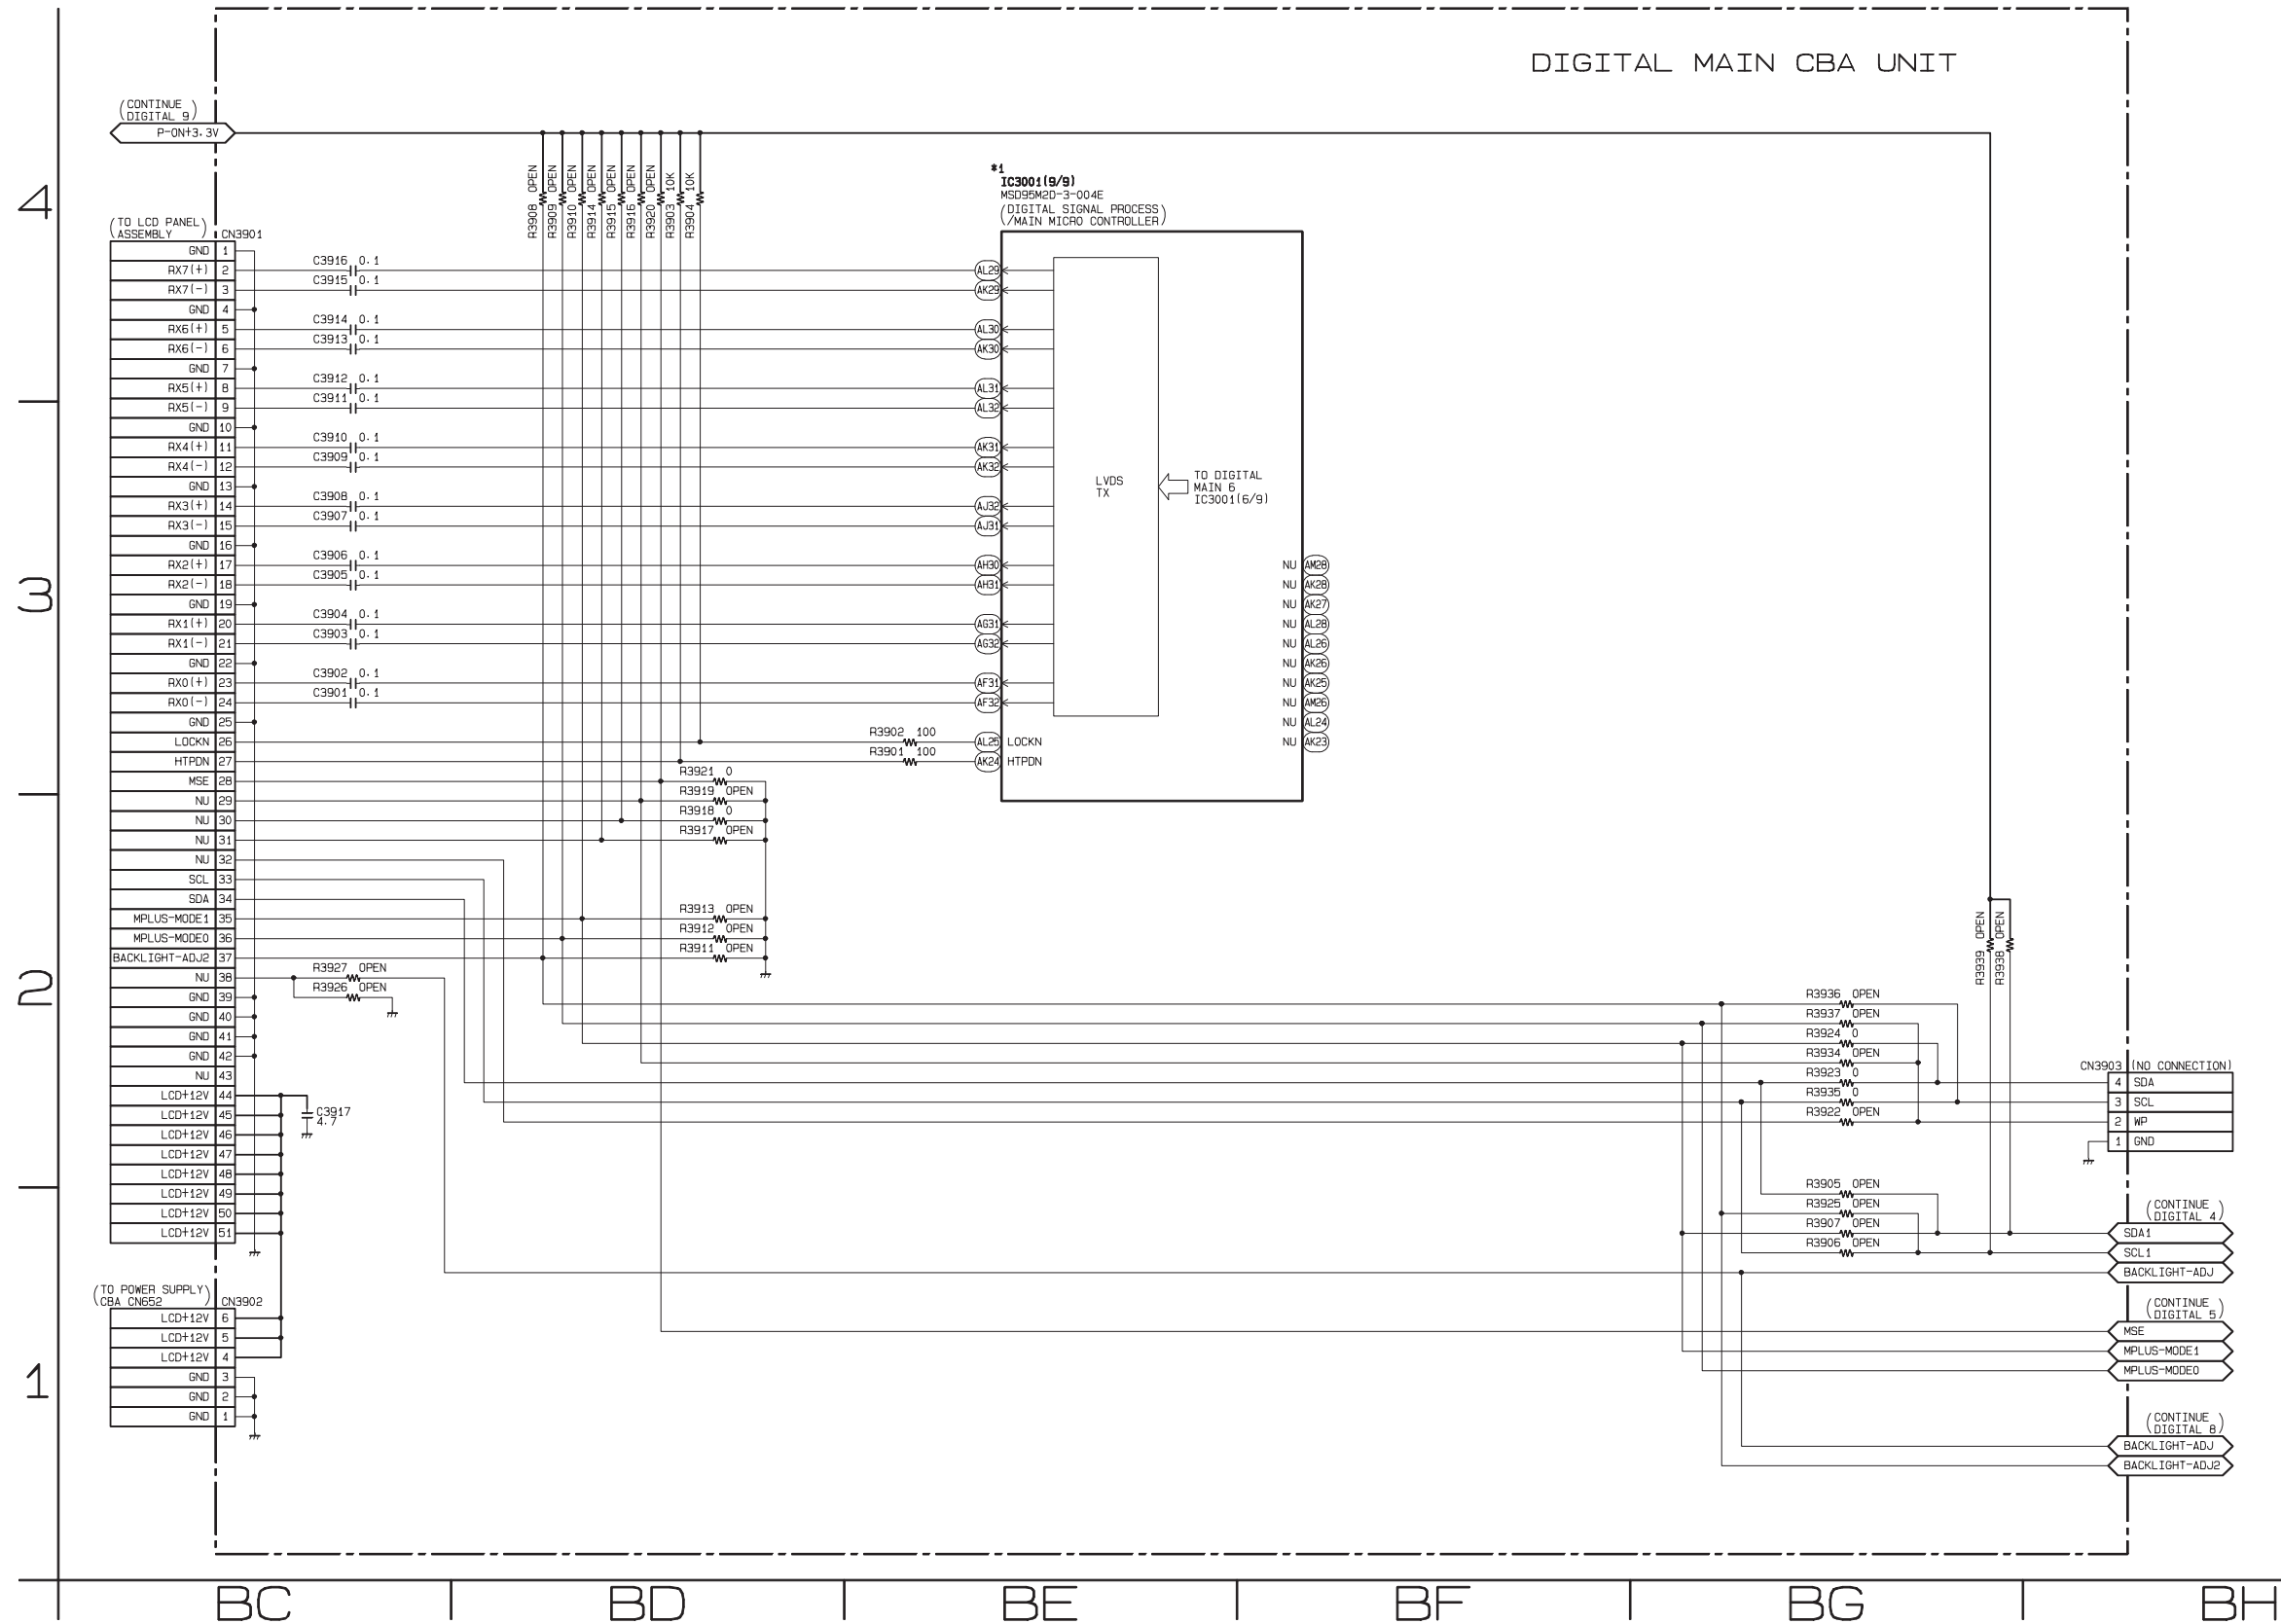 DIGITAL MAIN CBA UNIT
(CONTINUE
DIGITAL 9)
P-ON+3.3V
4
3
2
1
R3908 OPEN
R3909 OPEN
R3910 OPEN
R3914 OPEN
R3915 OPEN
R3916 OPEN
R3920 OPEN
R3903 10K
R3904 10K
*1
IC3001(9/9)
MSD95M2D-3-004E
(DIGITAL SIGNAL PROCESS
/MAIN MICRO CONTROLLER)
(TO LCD PANEL
ASSEMBLY)
CN3901
GND 1
RX7(+) 2 C3916 0.1 AL29
RX7(-) 3 C3915 0.1 AK29
GND 4
RX6(+) 5 C3914 0.1 AL30
RX6(-) 6 C3913 0.1 AK30
GND 7
RX5(+) 8 C3912 0.1 AL31
RX5(-) 9 C3911 0.1 AL32
GND 10
RX4(+) 11 C3910 0.1 AK31
RX4(-) 12 C3909 0.1 AK32
GND 13
RX3(+) 14 C3908 0.1 AJ32
RX3(-) 15 C3907 0.1 AJ31
GND 16
RX2(+) 17 C3906 0.1 AH30
RX2(-) 18 C3905 0.1 AH31
GND 19
RX1(+) 20 C3904 0.1 AG31
RX1(-) 21 C3903 0.1 AG32
GND 22
RX0(+) 23 C3902 0.1 AF31
RX0(-) 24 C3901 0.1 AF32
GND 25
LOCKN 26 R3902 100 AL25 LOCKN
HTPDN 27 R3901 100 AK24 HTPDN
MSE 28 R3921 0
NU 29 R3919 OPEN
NU 30 R3918 0
NU 31 R3917 OPEN
NU 32
SCL 33
SDA 34
MPLUS-MODE1 35 R3913 OPEN
MPLUS-MODE0 36 R3912 OPEN
BACKLIGHT-ADJ2 37 R3911 OPEN
NU 38 R3927 OPEN
R3926 OPEN
GND 39
GND 40
GND 41
GND 42
NU 43
LCD+12V 44
LCD+12V 45
C3917
4.7
LCD+12V 46
LCD+12V 47
LCD+12V 48
LCD+12V 49
LCD+12V 50
LCD+12V 51
LVDS
TX
TO DIGITAL
MAIN 6
IC3001(6/9)
NU AM28
NU AK28
NU AK27
NU AL28
NU AL26
NU AK26
NU AK25
NU AM26
NU AL24
NU AK23
(TO POWER SUPPLY
CBA CN652)
CN3902
LCD+12V 6
LCD+12V 5
LCD+12V 4
GND 3
GND 2
GND 1
R3939 OPEN
R3938 OPEN
R3936 OPEN
R3937 OPEN
R3924 0
R3934 OPEN
R3923 0
R3935 0
R3922 OPEN
CN3903 (NO CONNECTION)
4 SDA
3 SCL
2 WP
1 GND
R3905 OPEN
R3925 OPEN
R3907 OPEN
R3906 OPEN
(CONTINUE
DIGITAL 4)
SDA1
SCL1
BACKLIGHT-ADJ
(CONTINUE
DIGITAL 5)
MSE
MPLUS-MODE1
MPLUS-MODE0
(CONTINUE
DIGITAL 8)
BACKLIGHT-ADJ
BACKLIGHT-ADJ2
BC BD BE BF BG BH